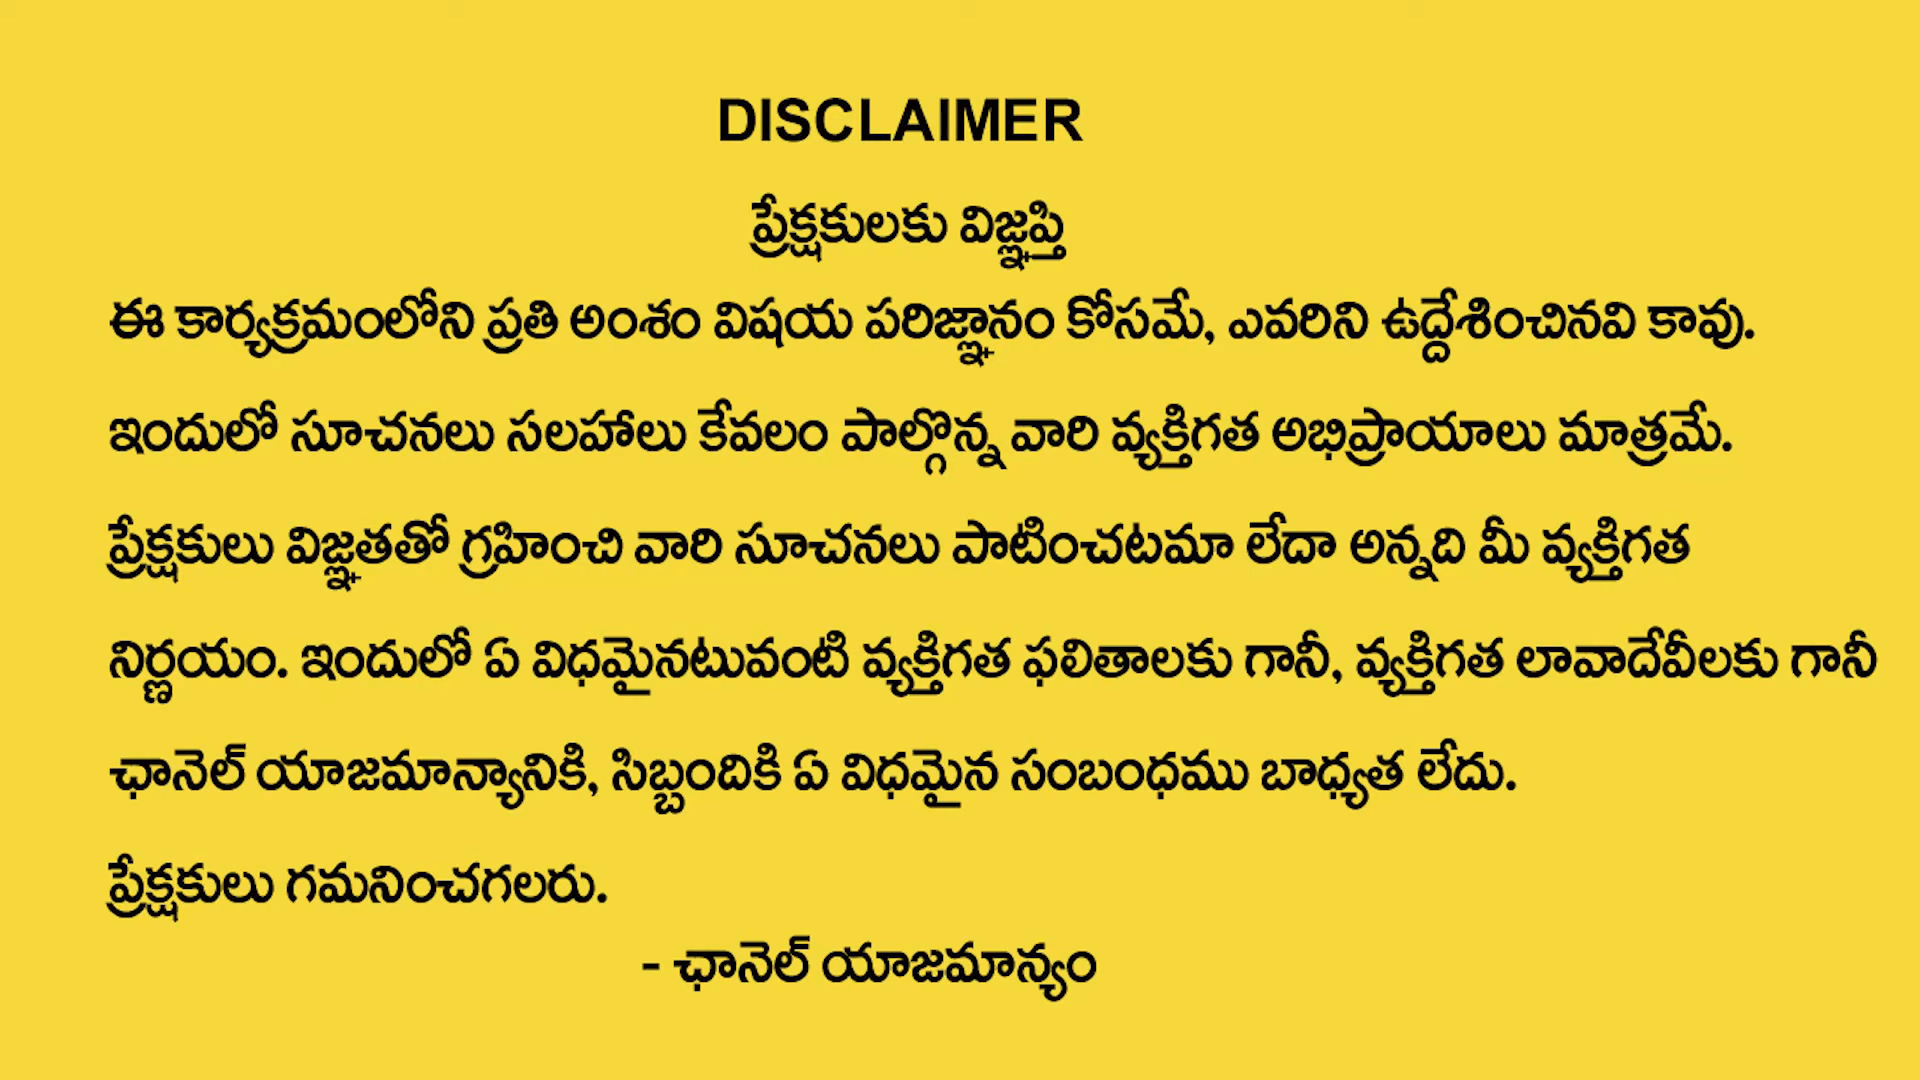 DISCLAIMER
ప్రేక్షకులకు విజ్ఞప్తి
ఈ కార్యక్రమంలోని ప్రతి అంశం విషయ పరిజ్ఞానం కోసమే, ఎవరిని ఉద్దేశించినవి కావు.
ఇందులో సూచనలు సలహాలు కేవలం పాల్గొన్న వారి వ్యక్తిగత అభిప్రాయాలు మాత్రమే.
ప్రేక్షకులు విజ్ఞతతో గ్రహించి వారి సూచనలు పాటించటమా లేదా అన్నది మీ వ్యక్తిగత
నిర్ణయం. ఇందులో ఏ విధమైనటువంటి వ్యక్తిగత ఫలితాలకు గానీ, వ్యక్తిగత లావాదేవీలకు గానీ
ఛానెల్ యాజమాన్యానికి, సిబ్బందికి ఏ విధమైన సంబంధము బాధ్యత లేదు.
ప్రేక్షకులు గమనించగలరు.
- ఛానెల్ యాజమాన్యం